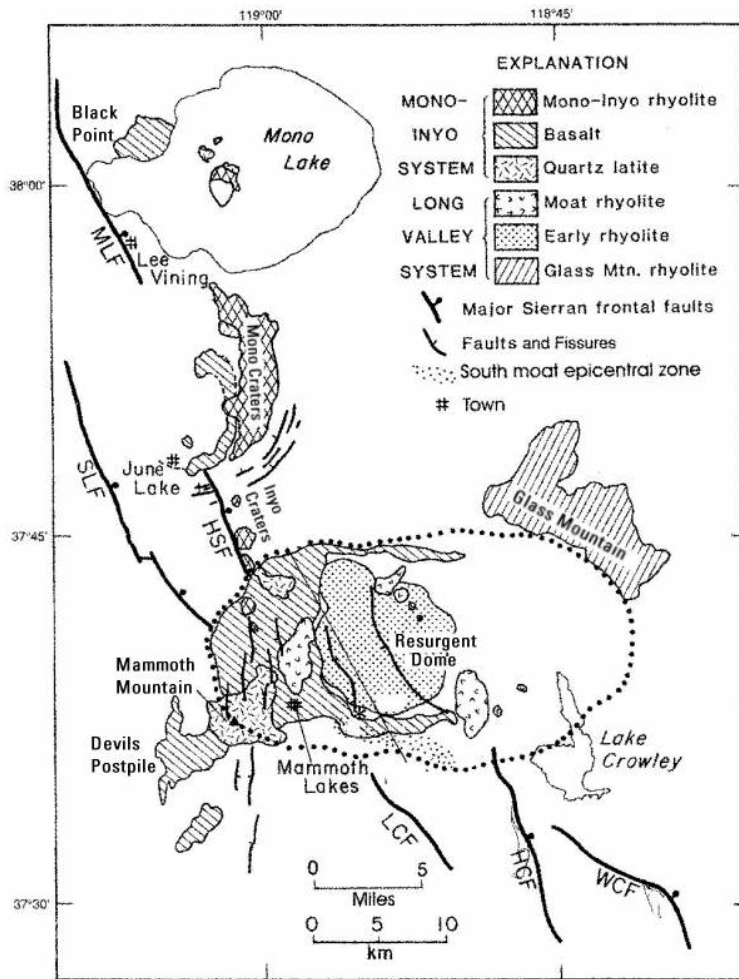 119°00'
118°45'
EXPLANATION
MONO-
Mono-Inyo rhyolite
INYO
Basalt
SYSTEM
Quartz latite
LONG
Moat rhyolite
VALLEY
Early rhyolite
SYSTEM
Glass Mtn. rhyolite
Major Sierran frontal faults
Faults and Fissures
South moat epicentral zone
# Town
Black
Point
Mono
Lake
38°00'
MLF
Lee
Vining
Mono Craters
SLF
June
Lake
HSF
Inyo
Craters
Glass Mountain
37°45'
Resurgent
Dome
Mammoth
Mountain
Devils
Postpile
Mammoth
Lakes
Lake
Crowley
LCF
HCF
WCF
0 5
Miles
0 5 10
km
37°30'